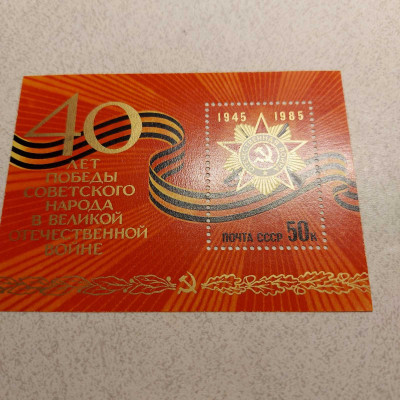 40
ЛЕТ
ПОБЕДЫ
СОВЕТСКОГО
НАРОДА
В ВЕЛИКОЙ
ОТЕЧЕСТВЕННОЙ
ВОЙНЕ
1945 1985
ПОЧТА СССР 50к